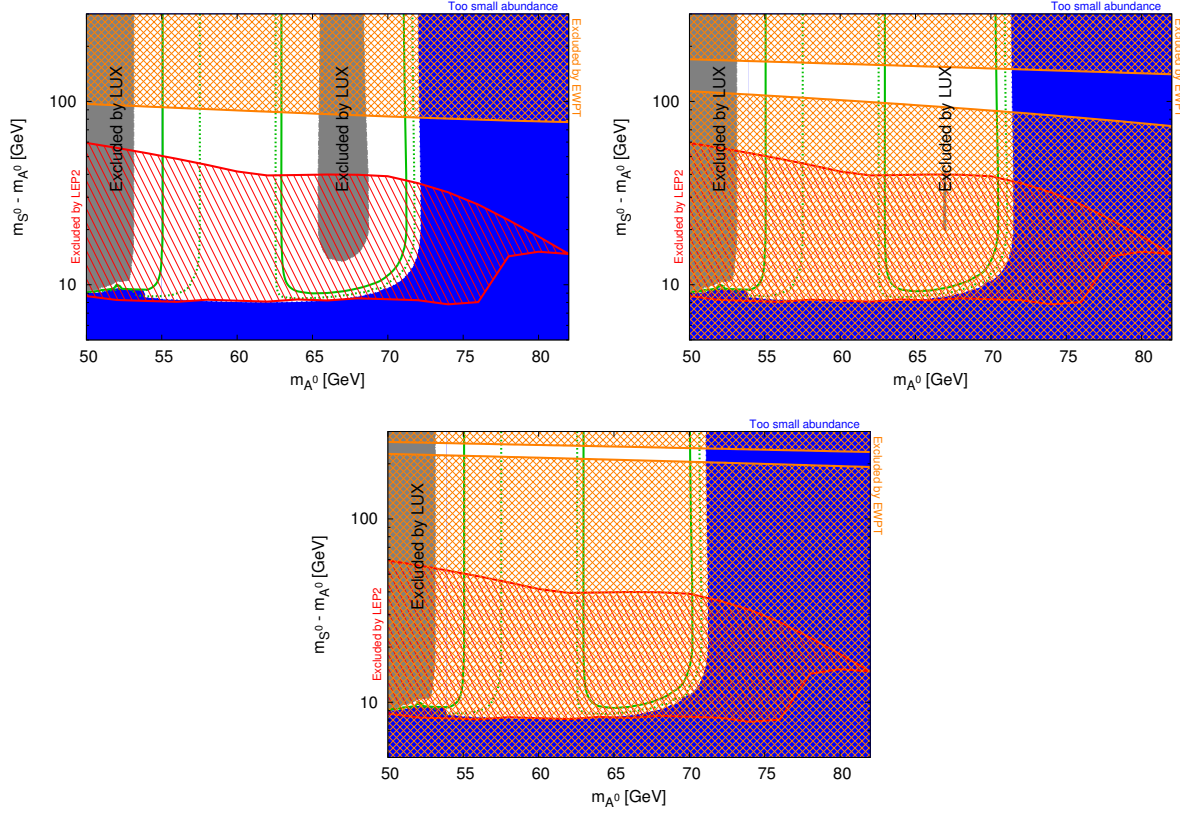 Too small abundance
100
10
m_S⁰ - m_A⁰ [GeV]
Excluded by LEP2
Excluded by LUX
Excluded by LUX
Excluded by EWPT
50 55 60 65 70 75 80
m_A⁰ [GeV]
Too small abundance
100
10
m_S⁰ - m_A⁰ [GeV]
Excluded by LEP2
Excluded by LUX
Excluded by LUX
Excluded by EWPT
50 55 60 65 70 75 80
m_A⁰ [GeV]
Too small abundance
100
10
m_S⁰ - m_A⁰ [GeV]
Excluded by LEP2
Excluded by LUX
Excluded by EWPT
50 55 60 65 70 75 80
m_A⁰ [GeV]